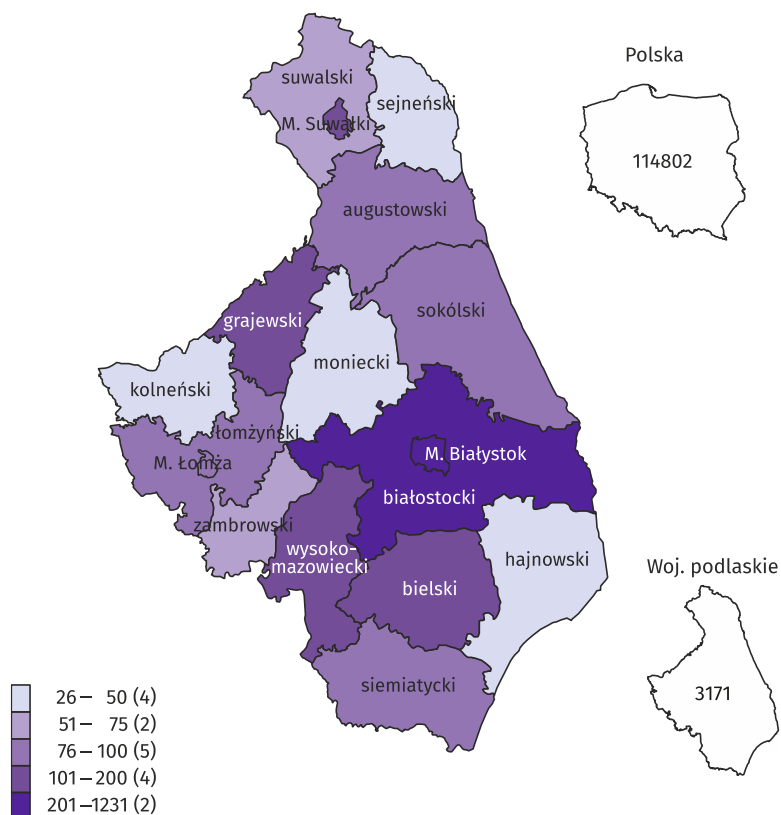 Polska
suwalski
sejneński
M. Suwałki
114802
augustowski
sokólski
grajewski
moniecki
kolneński
łomżyński
M. Białystok
M. Łomża
białostocki
zambrowski
wysoko-
mazowiecki
hajnowski
Woj. podlaskie
bielski
siemiatycki
3171
26 – 50 (4)
51 – 75 (2)
76 – 100 (5)
101 – 200 (4)
201 – 1231 (2)